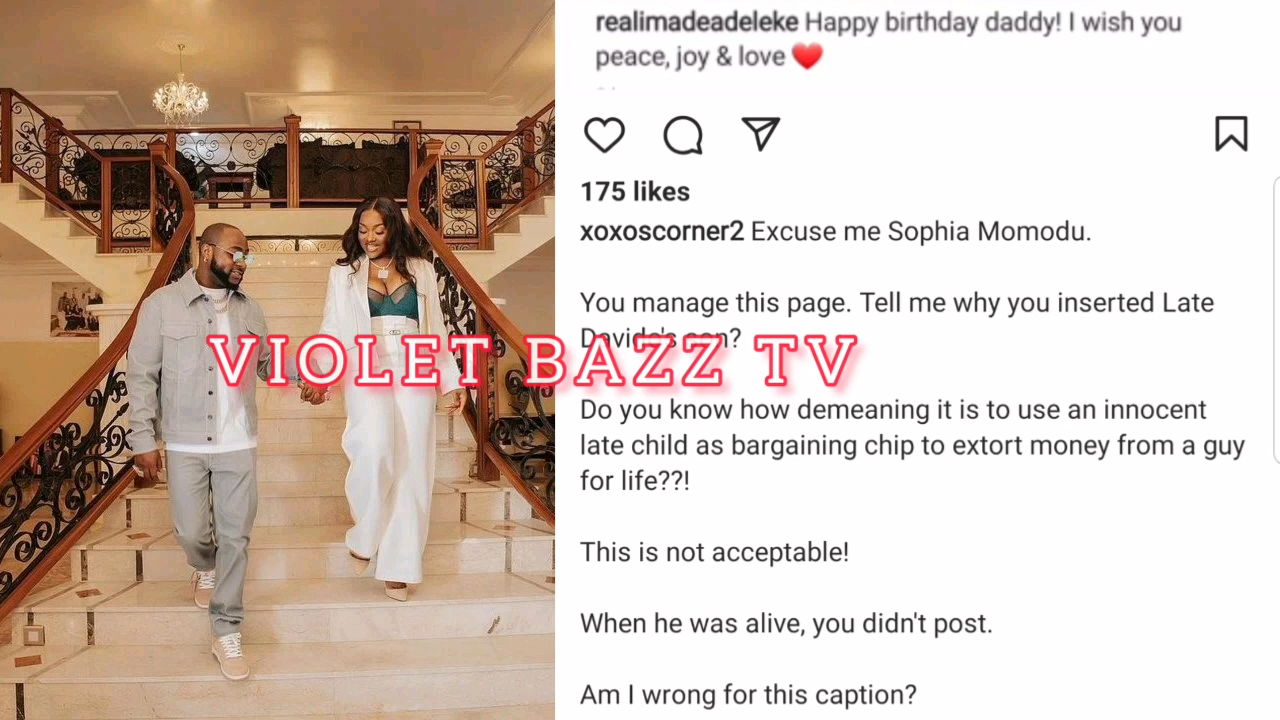 realimadeadeleke Happy birthday daddy! I wish you
peace, joy & love ❤️
175 likes
xoxoscorner2 Excuse me Sophia Momodu.
You manage this page. Tell me why you inserted Late
Davido's son?
VIOLET BAZZ TV
Do you know how demeaning it is to use an innocent
late child as bargaining chip to extort money from a guy
for life??!
This is not acceptable!
When he was alive, you didn't post.
Am I wrong for this caption?